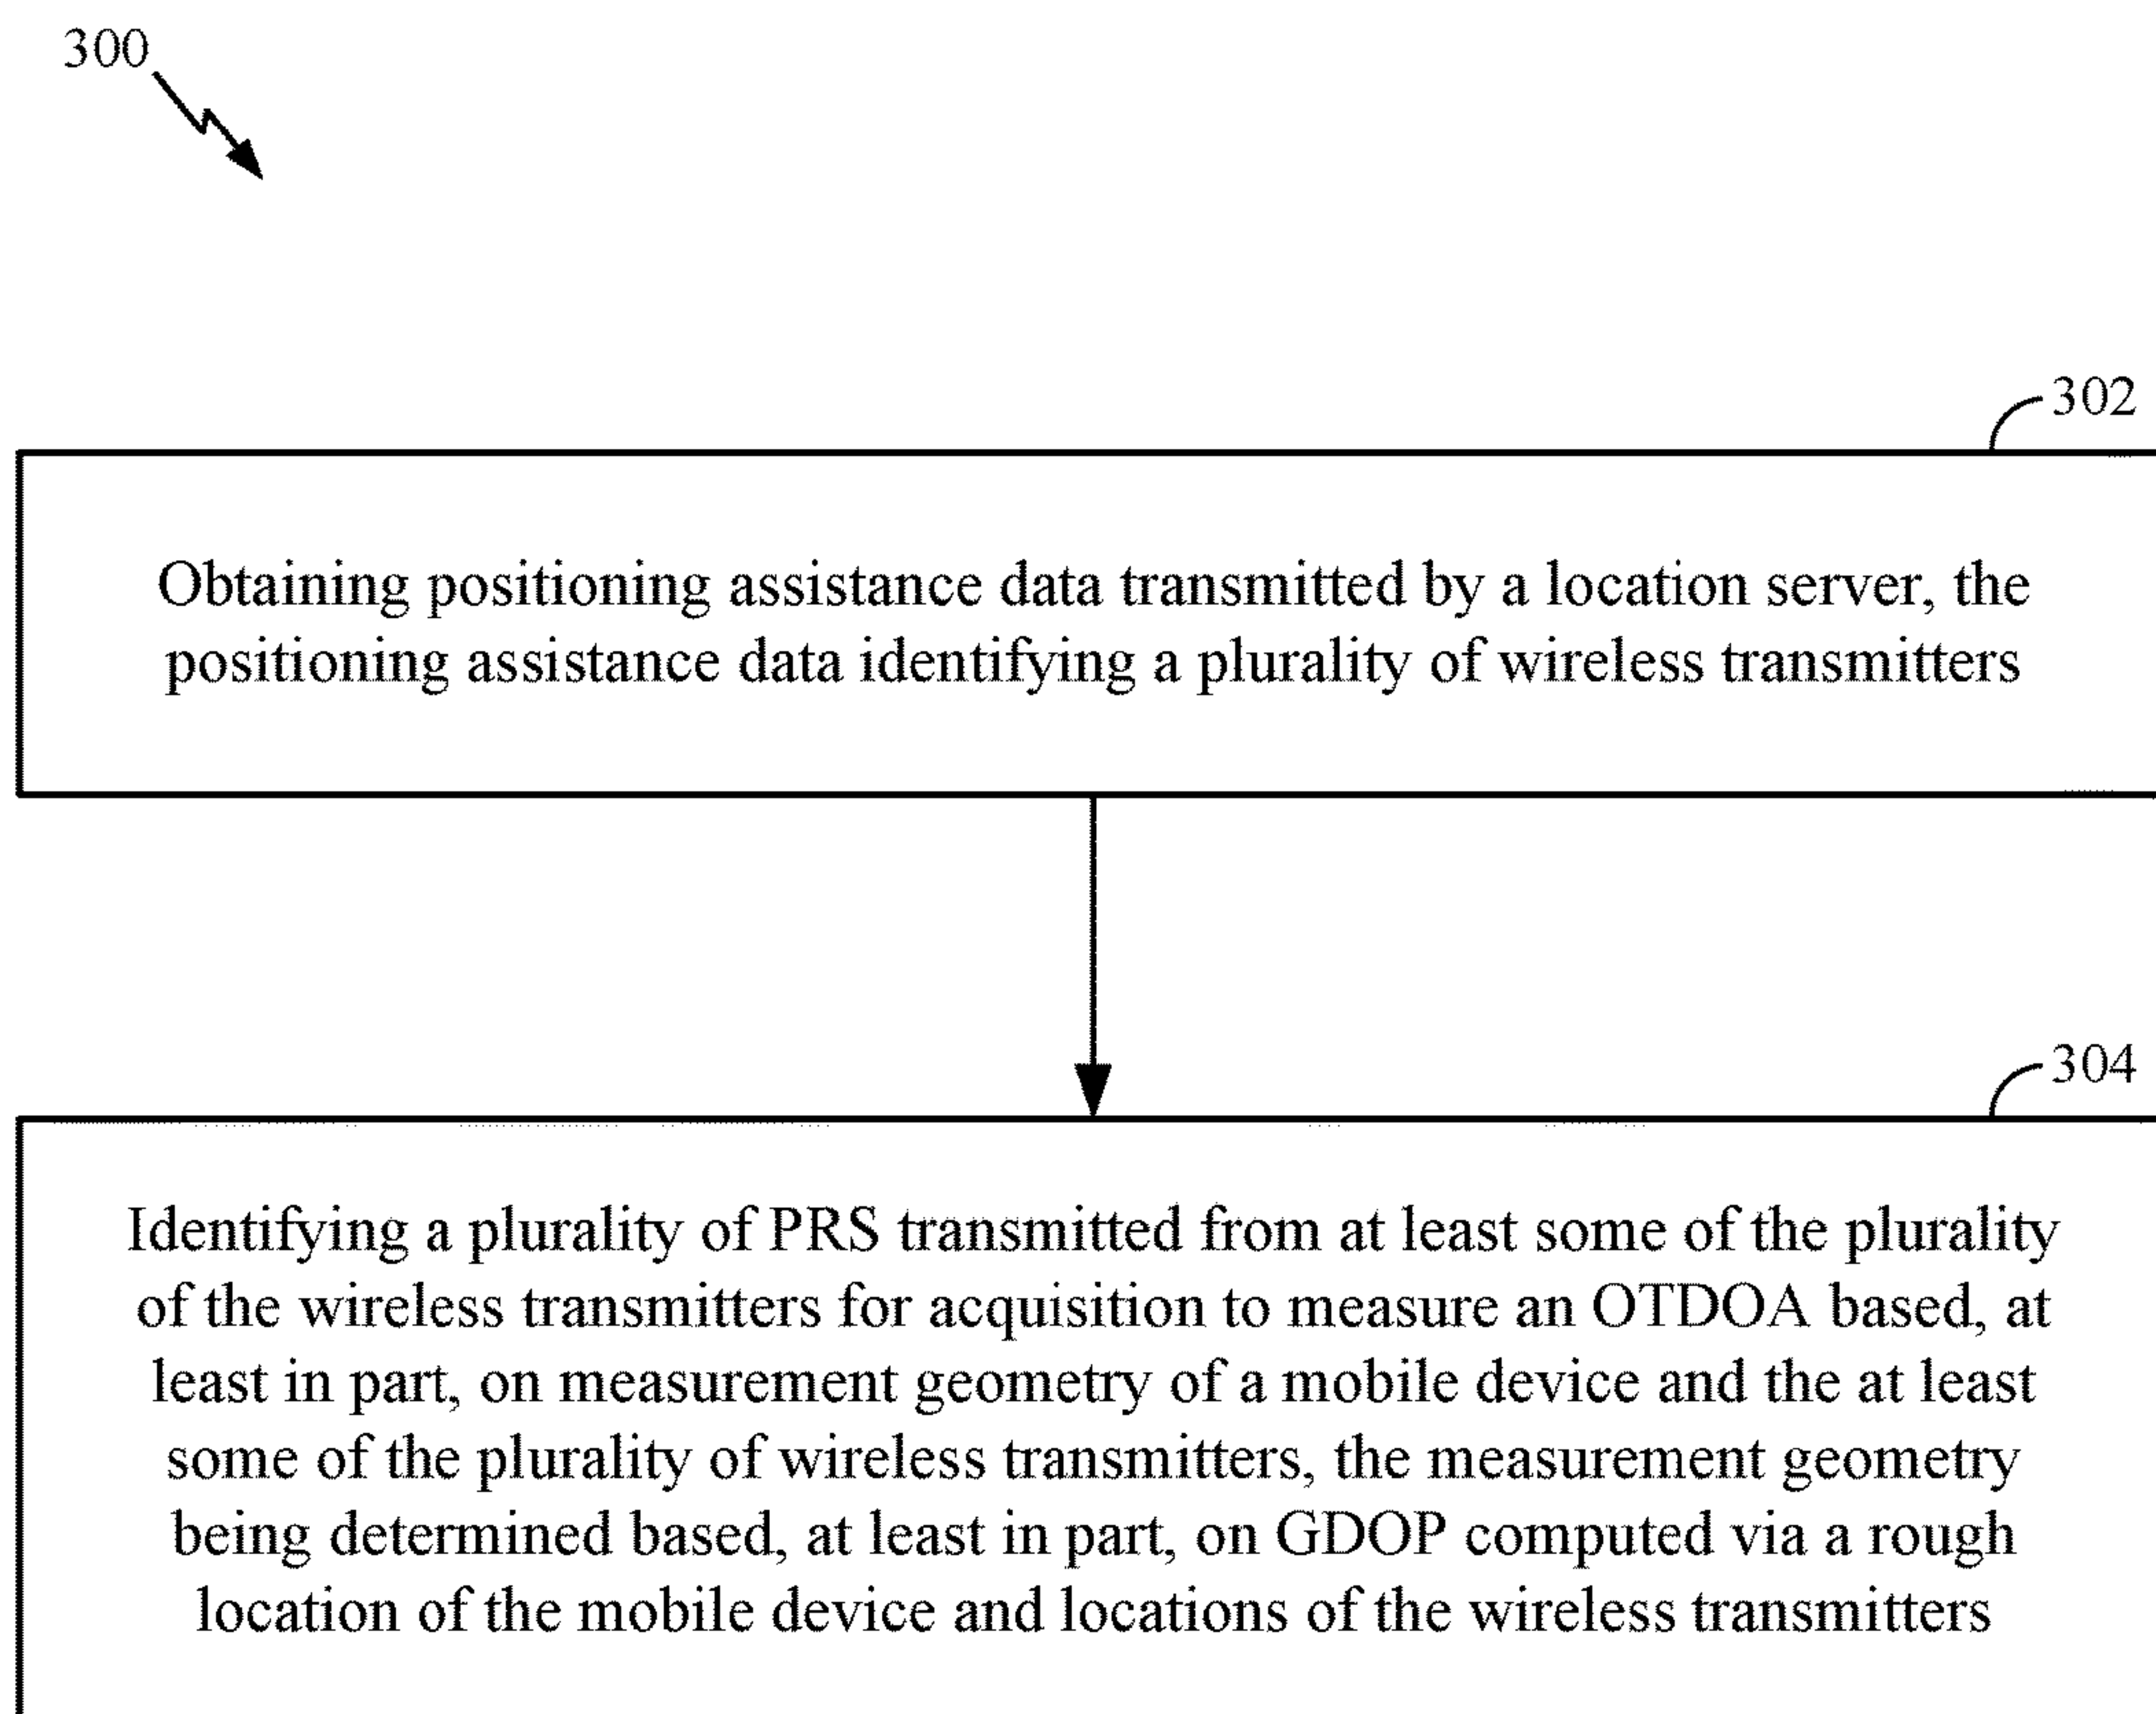 300
302
Obtaining positioning assistance data transmitted by a location server, the
positioning assistance data identifying a plurality of wireless transmitters
304
Identifying a plurality of PRS transmitted from at least some of the plurality
of the wireless transmitters for acquisition to measure an OTDOA based, at
least in part, on measurement geometry of a mobile device and the at least
some of the plurality of wireless transmitters, the measurement geometry
being determined based, at least in part, on GDOP computed via a rough
location of the mobile device and locations of the wireless transmitters